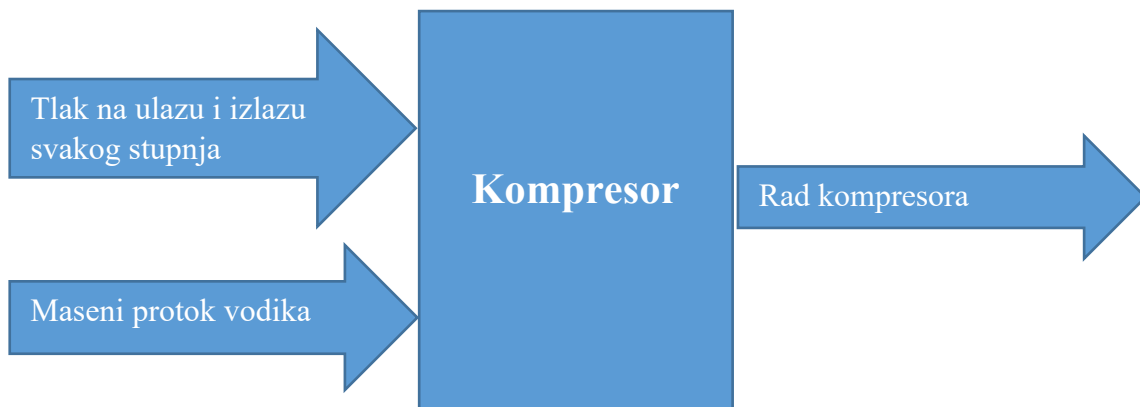 Tlak na ulazu i izlazu
svakog stupnja
Kompresor
Rad kompresora
Maseni protok vodika